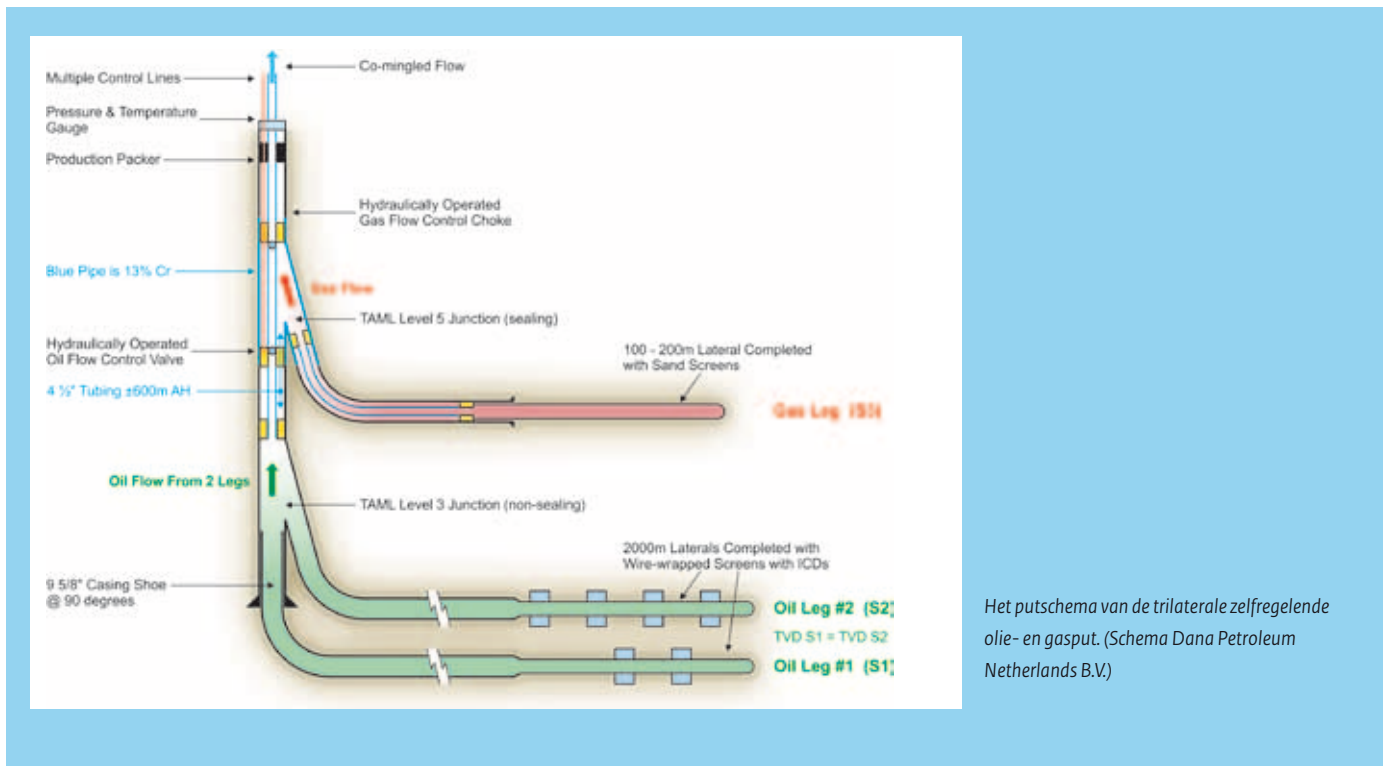 Co-mingled Flow
Multiple Control Lines
Pressure & Temperature
Gauge
Production Packer
Hydraulically Operated
Gas Flow Control Choke
Blue Pipe is 13% Cr
Gas Flow
TAML Level 5 Junction (sealing)
Hydraulically Operated
Oil Flow Control Valve
100 - 200m Lateral Completed
with Sand Screens
4 ½" Tubing ±600m AH
Gas Leg (S3)
Oil Flow From 2 Legs
TAML Level 3 Junction (non-sealing)
2000m Laterals Completed with
Wire-wrapped Screens with ICDs
9 5/8" Casing Shoe
@ 90 degrees
Oil Leg #2 (S2)
TVD S1 = TVD S2
Oil Leg #1 (S1)
Het putschema van de trilaterale zelfregelende
olie- en gasput. (Schema Dana Petroleum
Netherlands B.V.)